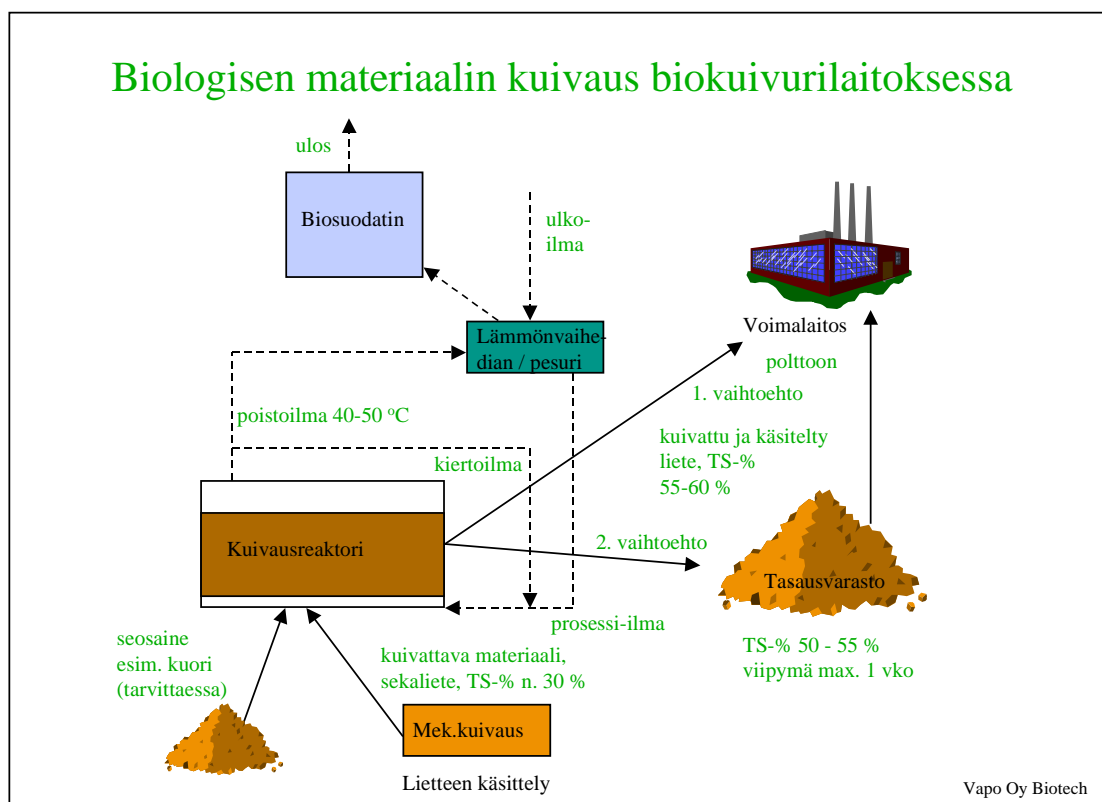 Biologisen materiaalin kuivaus biokuivurilaitoksessa
ulos
Biosuodatin
ulko-
ilma
Lämmönvaihe-
dian / pesuri
Voimalaitos
polttoon
1. vaihtoehto
poistoilma 40-50 °C
kiertoilma
kuivattu ja käsitelty
liete, TS-%
55-60 %
Kuivausreaktori
2. vaihtoehto
Tasausvarasto
prosessi-ilma
seosaine
esim. kuori
(tarvittaessa)
kuivattava materiaali,
sekaliete, TS-% n. 30 %
TS-% 50 - 55 %
viipymä max. 1 vko
Mek.kuivaus
Lietteen käsittely
Vapo Oy Biotech